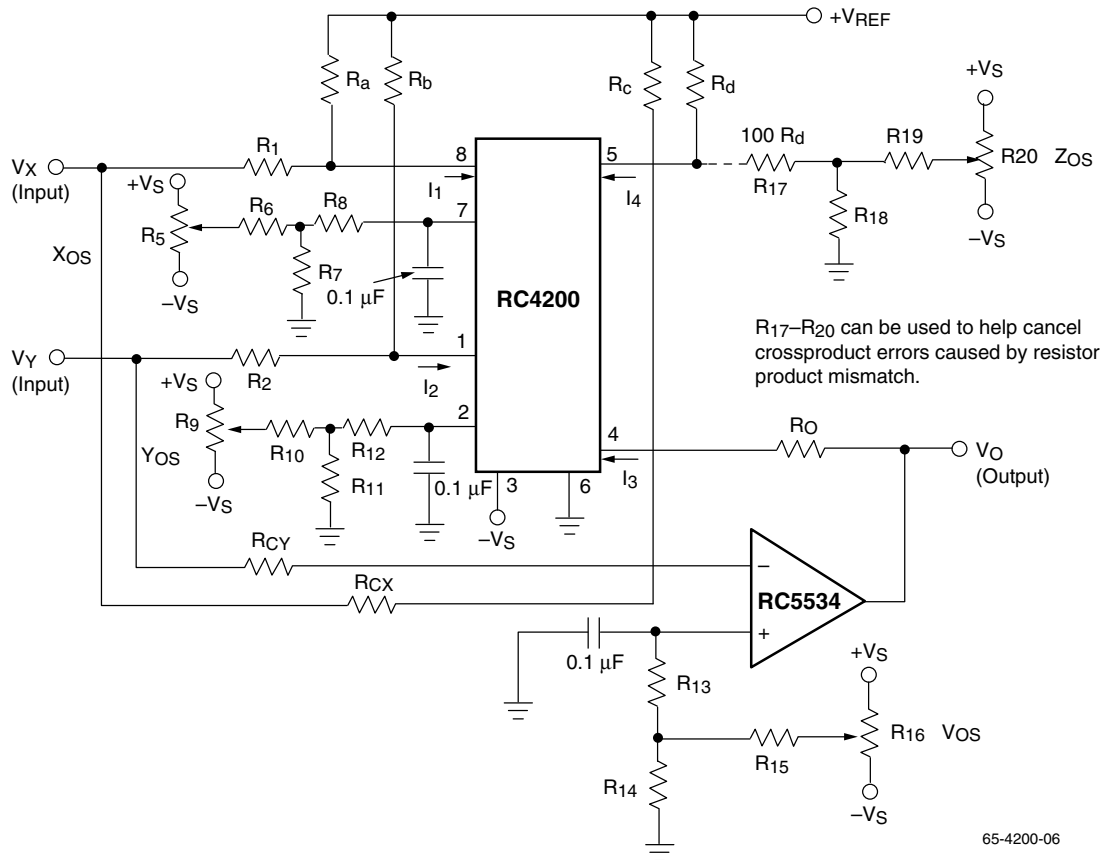 +VREF
Ra
Rb
Rc
Rd
+VS
R1
8
5
100 Rd
R19
R20 ZOS
VX
(Input)
I1
I4
R17
+VS
R6
R8
7
R18
R5
–VS
XOS
R7
0.1 μF
RC4200
–VS
R17–R20 can be used to help cancel
crossproduct errors caused by resistor
product mismatch.
VY
(Input)
R2
1
I2
+VS
R9
2
RO
YOS
R10
R12
4
VO
(Output)
R11
0.1 μF
3
6
I3
–VS
–VS
RCY
RCX
–
RC5534
+
0.1 μF
+VS
R13
R16 VOS
R15
R14
–VS
65-4200-06